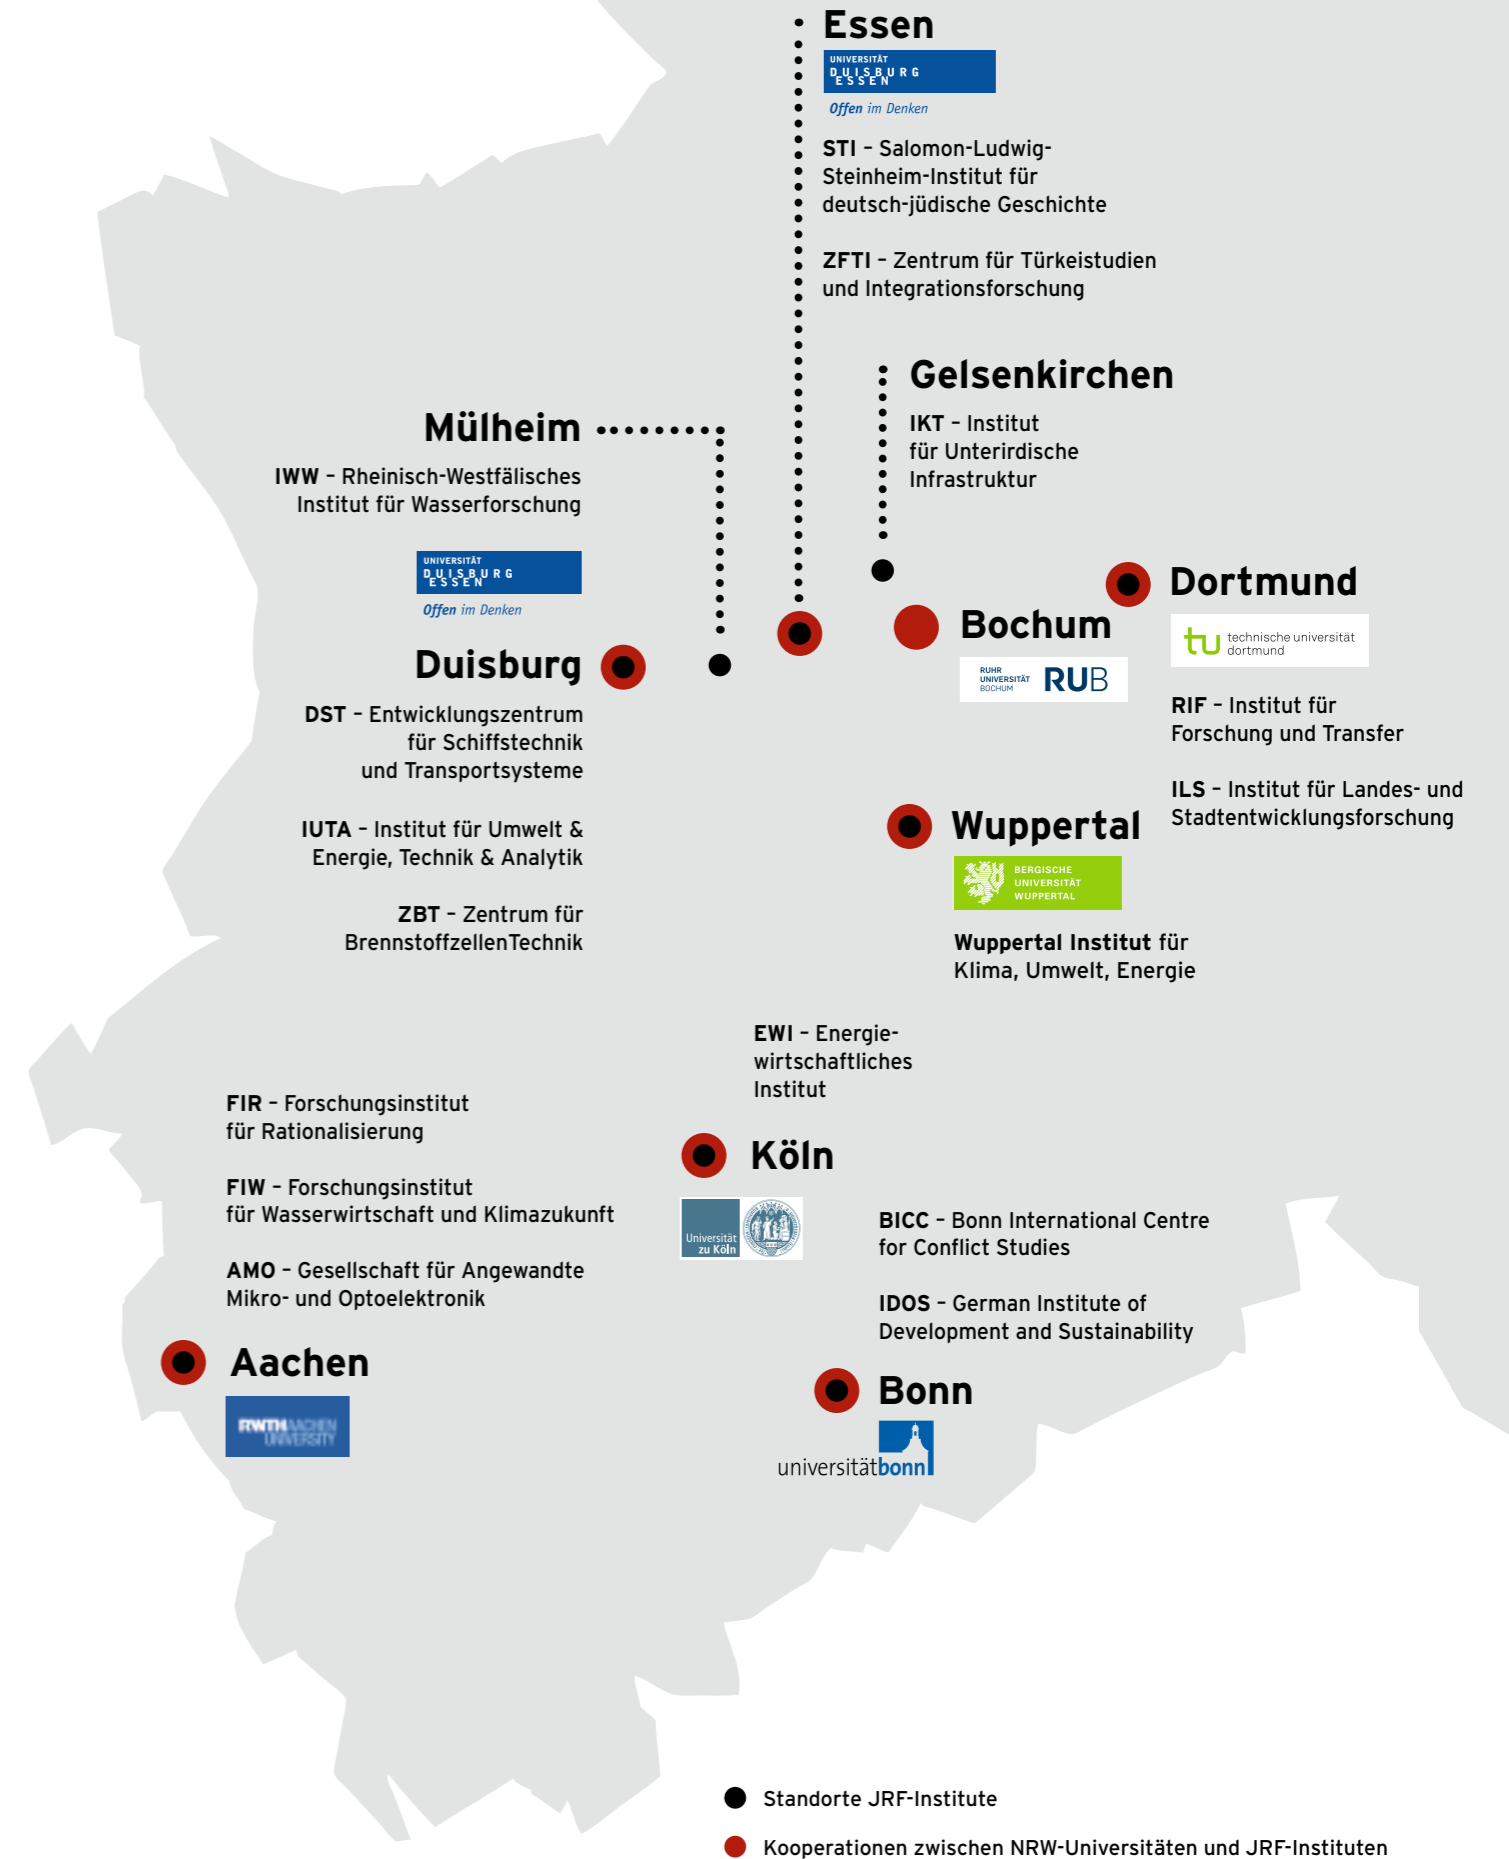 Essen
UNIVERSITÄT
DUISBURG
ESSEN
Offen im Denken
STI – Salomon-Ludwig-
Steinheim-Institut für
deutsch-jüdische Geschichte
ZFTI – Zentrum für Türkeistudien
und Integrationsforschung
Gelsenkirchen
IKT – Institut
für Unterirdische
Infrastruktur
Mülheim
IWW – Rheinisch-Westfälisches
Institut für Wasserforschung
UNIVERSITÄT
DUISBURG
ESSEN
Offen im Denken
Duisburg
DST – Entwicklungszentrum
für Schiffstechnik
und Transportsysteme
IUTA – Institut für Umwelt &
Energie, Technik & Analytik
ZBT – Zentrum für
BrennstoffzellenTechnik
Bochum
RUHR
UNIVERSITÄT
BOCHUM
RUB
Dortmund
tu technische universität
dortmund
RIF – Institut für
Forschung und Transfer
ILS – Institut für Landes- und
Stadtentwicklungsforschung
Wuppertal
BERGISCHE
UNIVERSITÄT
WUPPERTAL
Wuppertal Institut für
Klima, Umwelt, Energie
EWI – Energie-
wirtschaftliches
Institut
Köln
Universität
zu Köln
FIR – Forschungsinstitut
für Rationalisierung
FIW – Forschungsinstitut
für Wasserwirtschaft und Klimazukunft
AMO – Gesellschaft für Angewandte
Mikro- und Optoelektronik
Aachen
RWTHAACHEN
UNIVERSITY
BICC – Bonn International Centre
for Conflict Studies
IDOS – German Institute of
Development and Sustainability
Bonn
universitätbonn
Standorte JRF-Institute
Kooperationen zwischen NRW-Universitäten und JRF-Instituten